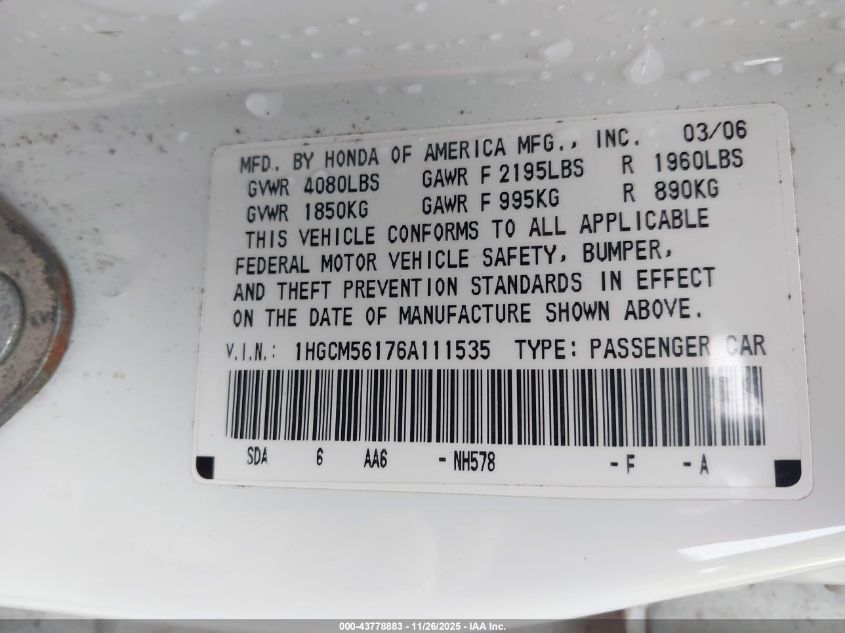 MFD. BY HONDA OF AMERICA MFG., INC. 03/06
GVWR 4080LBS GAWR F 2195LBS R 1960LBS
GVWR 1850KG GAWR F 995KG R 890KG
THIS VEHICLE CONFORMS TO ALL APPLICABLE
FEDERAL MOTOR VEHICLE SAFETY, BUMPER,
AND THEFT PREVENTION STANDARDS IN EFFECT
ON THE DATE OF MANUFACTURE SHOWN ABOVE.
V.I.N.: 1HGCM56176A111535 TYPE: PASSENGER CAR
SDA 6 AA6 -NH578 -F -A
000-43778883 - 11/26/2025 - IAA Inc.